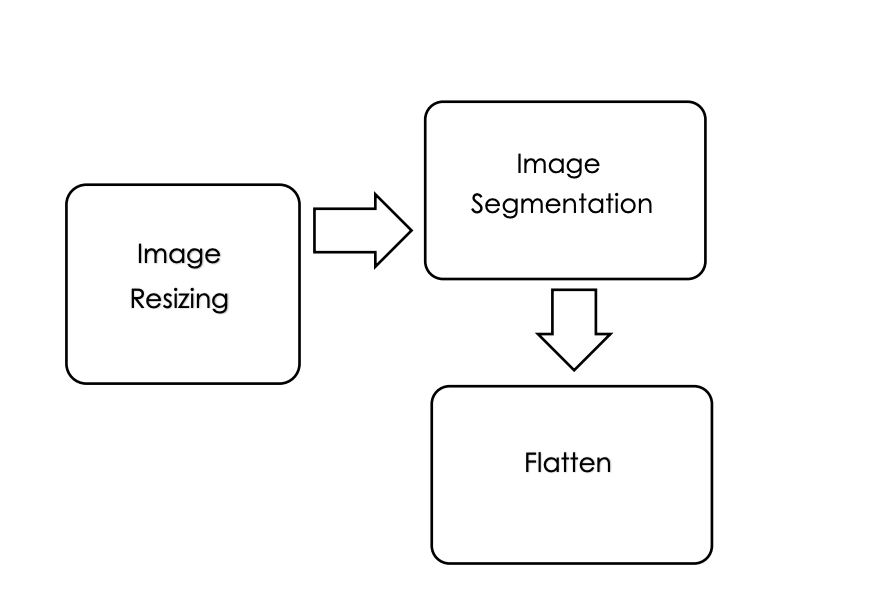 Image
Resizing
Image
Segmentation
Flatten